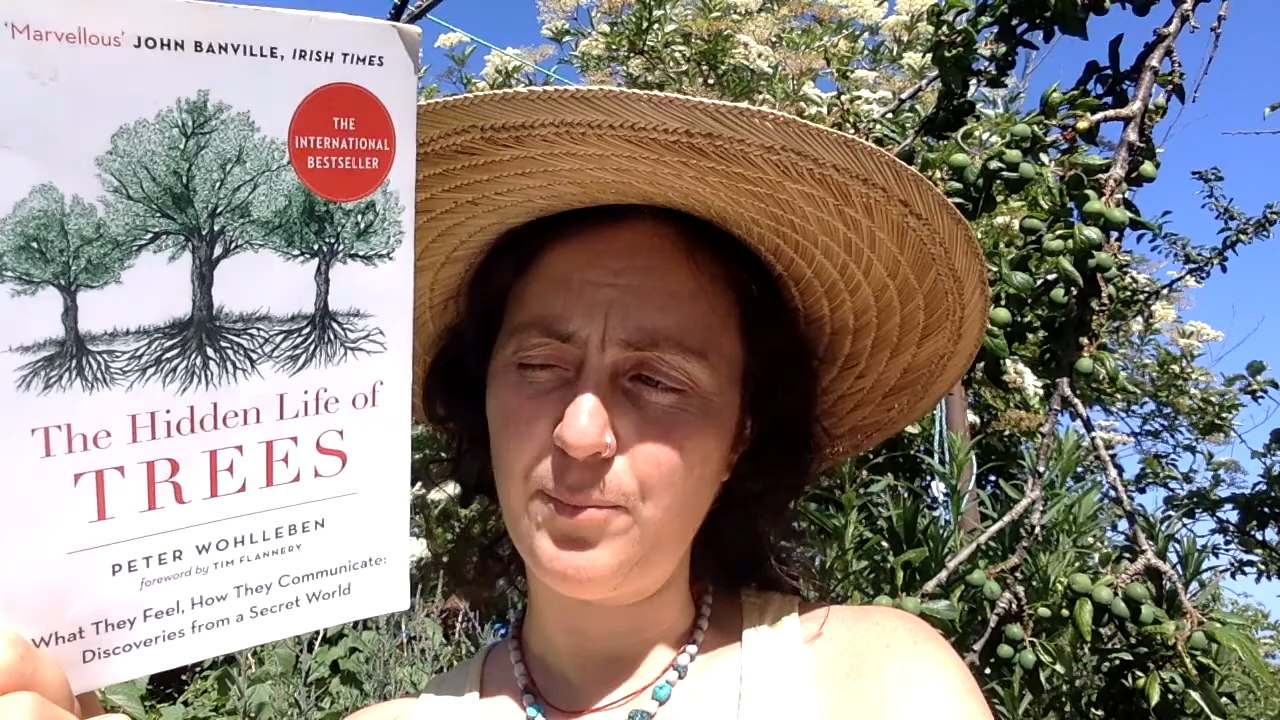 'Marvellous' JOHN BANVILLE, IRISH TIMES
THE
INTERNATIONAL
BESTSELLER
The Hidden Life of
TREES
PETER WOHLLEBEN
foreword by TIM FLANNERY
What They Feel, How They Communicate:
Discoveries from a Secret World